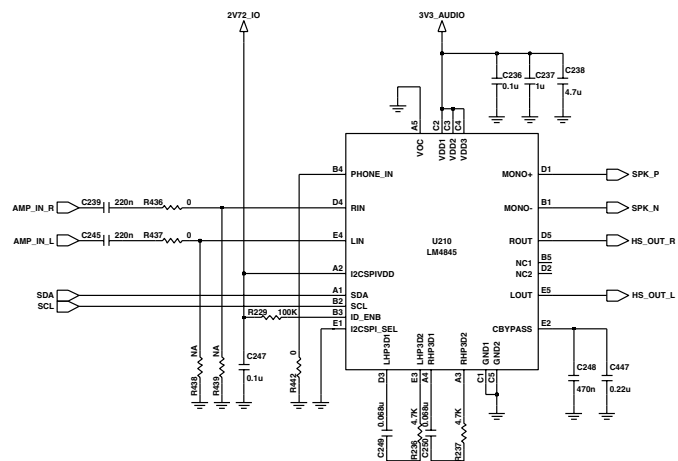 2V72_IO
3V3_AUDIO
C236
0.1u
C237
1u
C238
4.7u
A5
C2
C3
C4
VOC
VDD1
VDD2
VDD3
B4
PHONE_IN
MONO+
D1
SPK_P
AMP_IN_R
C239
220n
R436
0
D4
RIN
MONO-
B1
SPK_N
AMP_IN_L
C245
220n
R437
0
E4
LIN
U210
LM4845
ROUT
D5
HS_OUT_R
NC1
B5
NC2
D2
A2
I2CSPIVDD
SDA
A1
SDA
LOUT
E5
HS_OUT_L
SCL
B2
SCL
R229
100K
B3
ID_ENB
E1
I2CSPI_SEL
CBYPASS
E2
LHP3D1
LHP3D2
RHP3D1
RHP3D2
GND1
GND2
R438
NA
R439
NA
C247
0.1u
R442
0
D3
E3
A4
A3
C1
C5
C248
470n
C447
0.22u
C249
0.068u
R236
4.7K
C250
0.068u
R237
4.7K